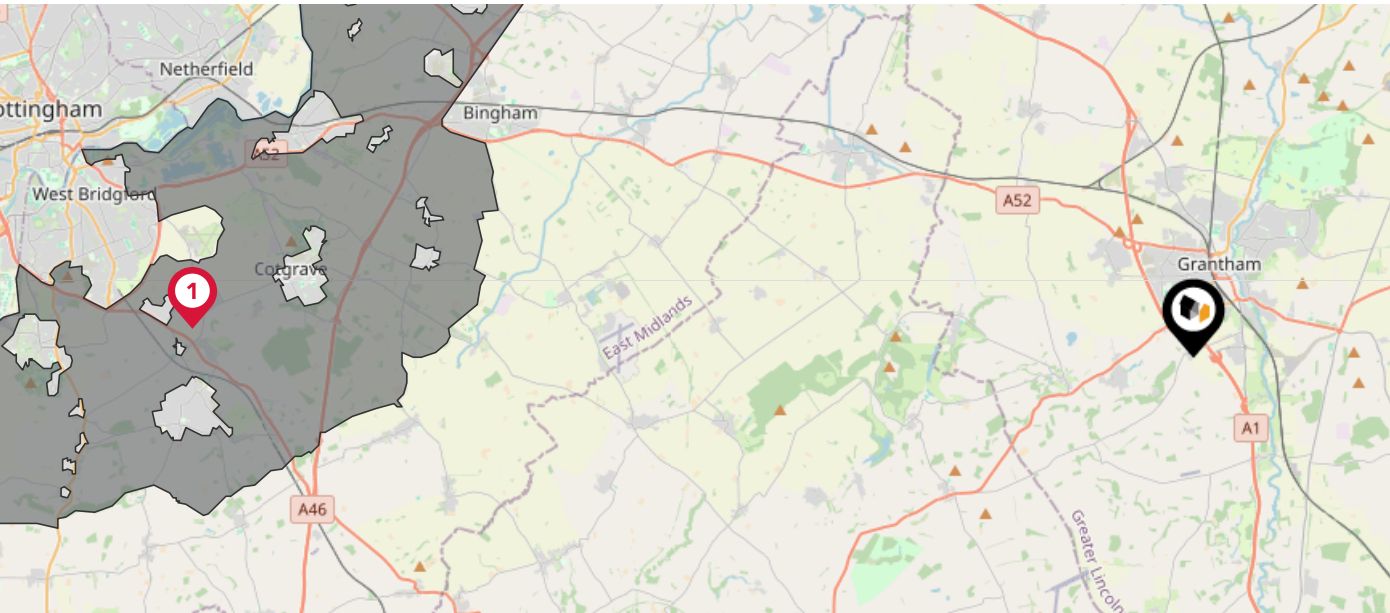 Netherfield
ottingham
Bingham
A52
West Bridgford
A52
Grantham
Cotgrave
1
East Midlands
A1
A46
Greater Lincoln